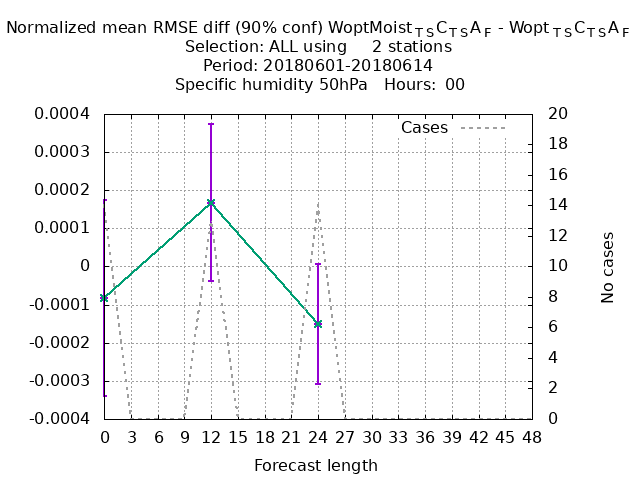 Normalized mean RMSE diff (90% conf) WoptMoist T S C T S A F - Wopt T S C T S A F
Selection: ALL using 2 stations
Period: 20180601-20180614
Specific humidity 50hPa Hours: 00
Cases
0.0004
0.0003
0.0002
0.0001
0
-0.0001
-0.0002
-0.0003
-0.0004
20
18
16
14
12
10
8
6
4
2
0
No cases
0 3 6 9 12 15 18 21 24 27 30 33 36 39 42 45 48
Forecast length